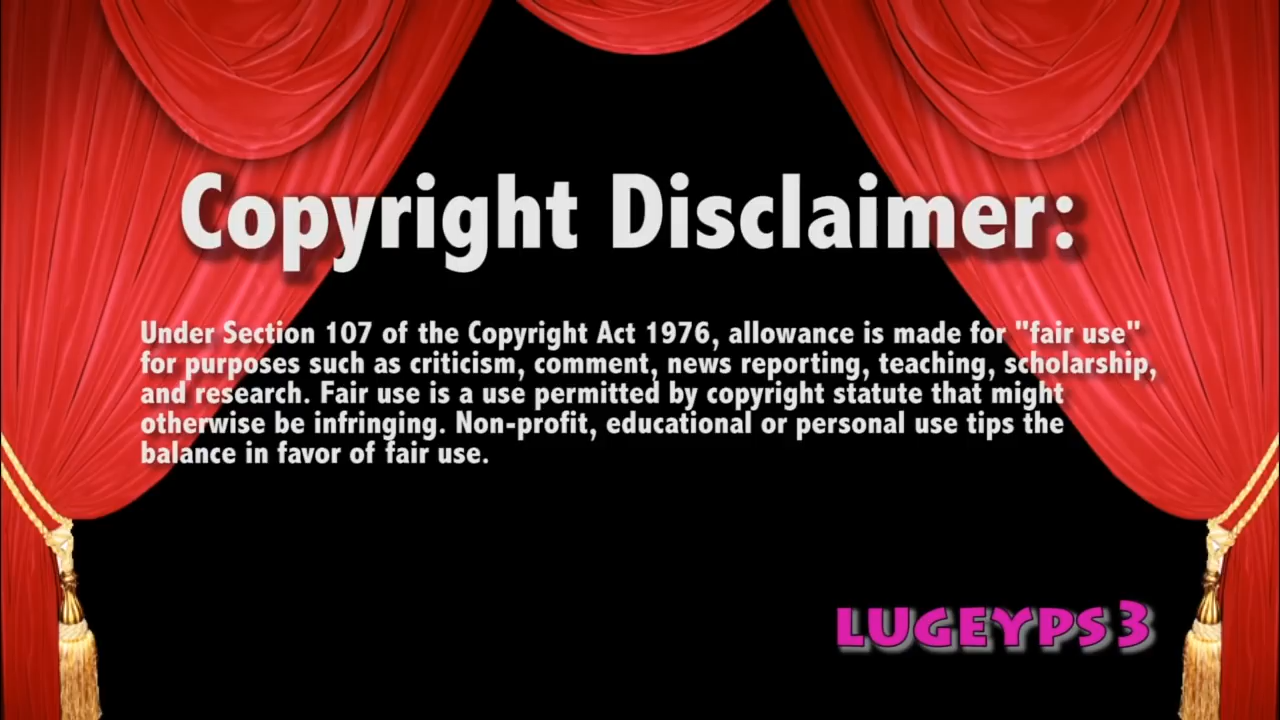 Copyright Disclaimer:
Under Section 107 of the Copyright Act 1976, allowance is made for "fair use"
for purposes such as criticism, comment, news reporting, teaching, scholarship,
and research. Fair use is a use permitted by copyright statute that might
otherwise be infringing. Non-profit, educational or personal use tips the
balance in favor of fair use.
LUGEYPS3